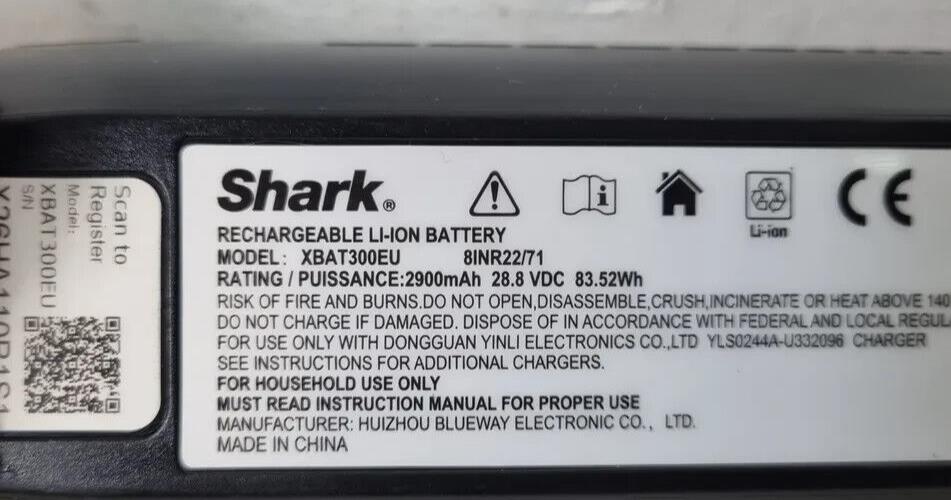 Shark®
Li-ion
RECHARGEABLE LI-ION BATTERY
MODEL: XBAT300EU 8INR22/71
RATING / PUISSANCE:2900mAh 28.8 VDC 83.52Wh
RISK OF FIRE AND BURNS.DO NOT OPEN,DISASSEMBLE,CRUSH,INCINERATE OR HEAT ABOVE 140
DO NOT CHARGE IF DAMAGED. DISPOSE OF IN ACCORDANCE WITH FEDERAL AND LOCAL REGUL
FOR USE ONLY WITH DONGGUAN YINLI ELECTRONICS CO.,LTD YLS0244A-U332096 CHARGER
SEE INSTRUCTIONS FOR ADDITIONAL CHARGERS.
FOR HOUSEHOLD USE ONLY
MUST READ INSTRUCTION MANUAL FOR PROPER USE
MANUFACTURER: HUIZHOU BLUEWAY ELECTRONIC CO., LTD.
MADE IN CHINA
Scan to
Register
Model:
XBAT300EU
S/N